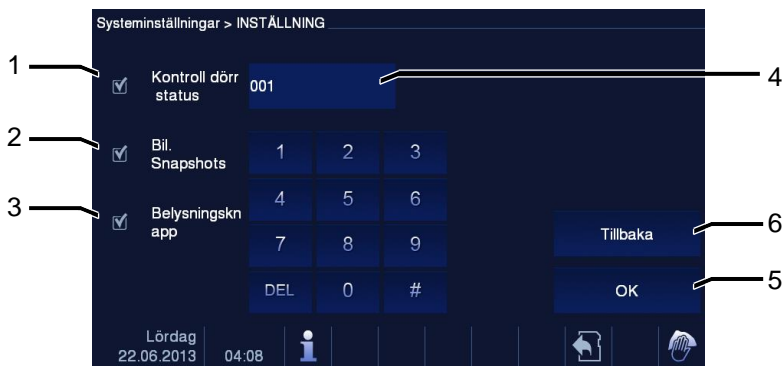 Systeminställningar > INSTÄLLNING
1
Kontroll dörr
status
001
4
2
Bil.
Snapshots
1 2 3
3
Belysningskn
app
4 5 6
7 8 9
DEL 0 #
Tillbaka
6
OK
5
Lördag
22.06.2013 04:08